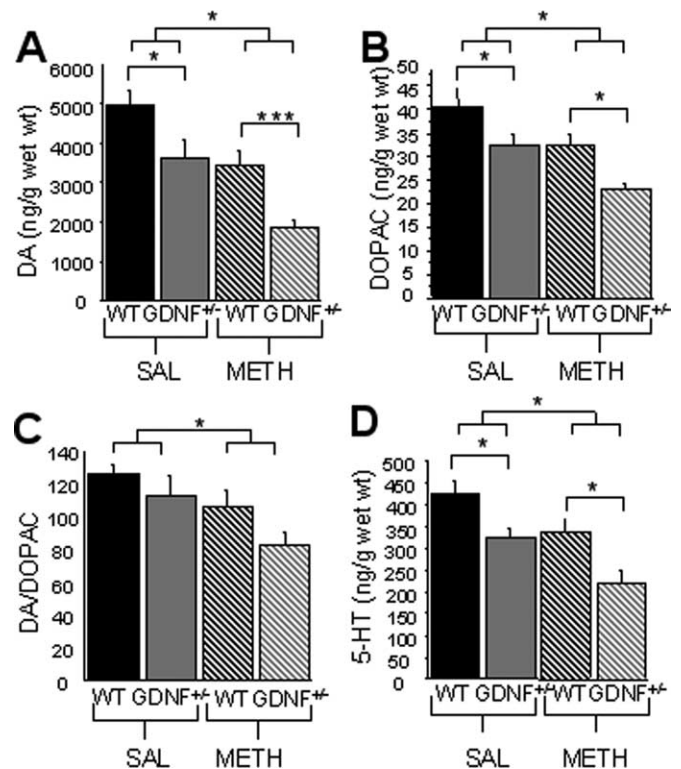 A
*
*
***
DA (ng/g wet wt)
6000
5000
4000
3000
2000
1000
0
WT GDNF+/- WT GDNF+/-
SAL METH
B
*
*
*
DOPAC (ng/g wet wt)
50
45
40
35
30
25
20
15
10
5
0
WT GDNF+/- WT GDNF+/-
SAL METH
C
*
DA/DOPAC
140
120
100
80
60
40
20
0
WT GDNF+/- WT GDNF+/-
SAL METH
D
*
*
*
5-HT (ng/g wet wt)
500
450
400
350
300
250
200
150
100
50
0
WT GDNF+/- WT GDNF+/-
SAL METH